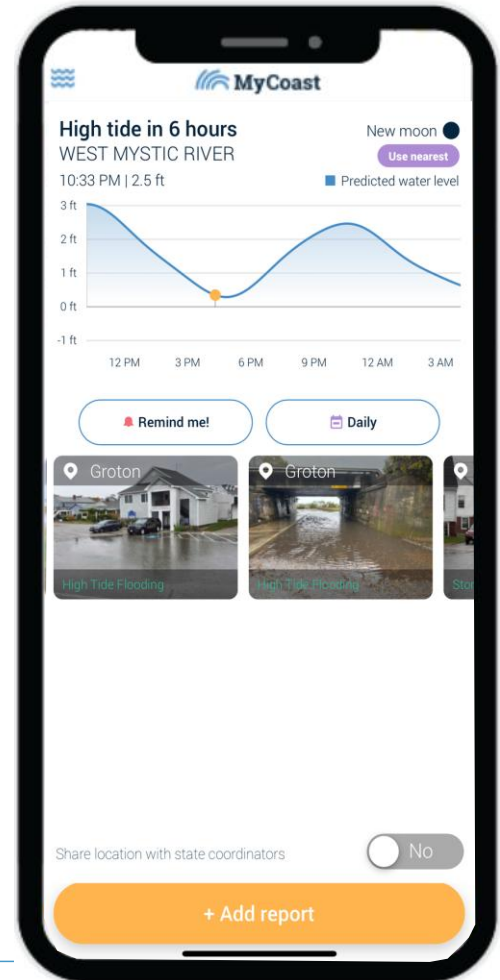 MyCoast
High tide in 6 hours
New moon
WEST MYSTIC RIVER
Use nearest
10:33 PM | 2.5 ft
Predicted water level
3 ft
2 ft
1 ft
0 ft
-1 ft
12 PM 3 PM 6 PM 9 PM 12 AM 3 AM
Remind me!
Daily
Groton
Groton
High Tide Flooding
High Tide Flooding
Stor
Share location with state coordinators
No
+ Add report